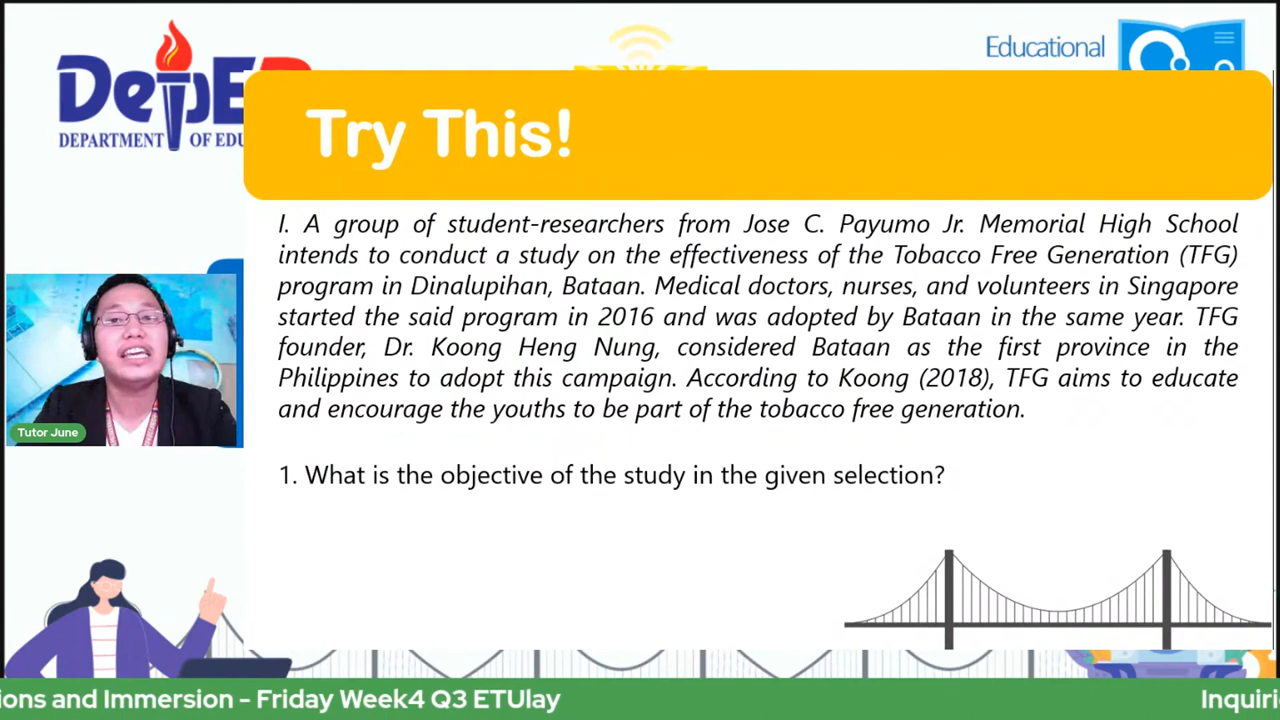 DepE
DEPARTMENT OF EDU
Educational
Try This!
I. A group of student-researchers from Jose C. Payumo Jr. Memorial High School
intends to conduct a study on the effectiveness of the Tobacco Free Generation (TFG)
program in Dinalupihan, Bataan. Medical doctors, nurses, and volunteers in Singapore
started the said program in 2016 and was adopted by Bataan in the same year. TFG
founder, Dr. Koong Heng Nung, considered Bataan as the first province in the
Philippines to adopt this campaign. According to Koong (2018), TFG aims to educate
and encourage the youths to be part of the tobacco free generation.
1. What is the objective of the study in the given selection?
Tutor June
ions and Immersion - Friday Week4 Q3 ETUlay
Inquiri